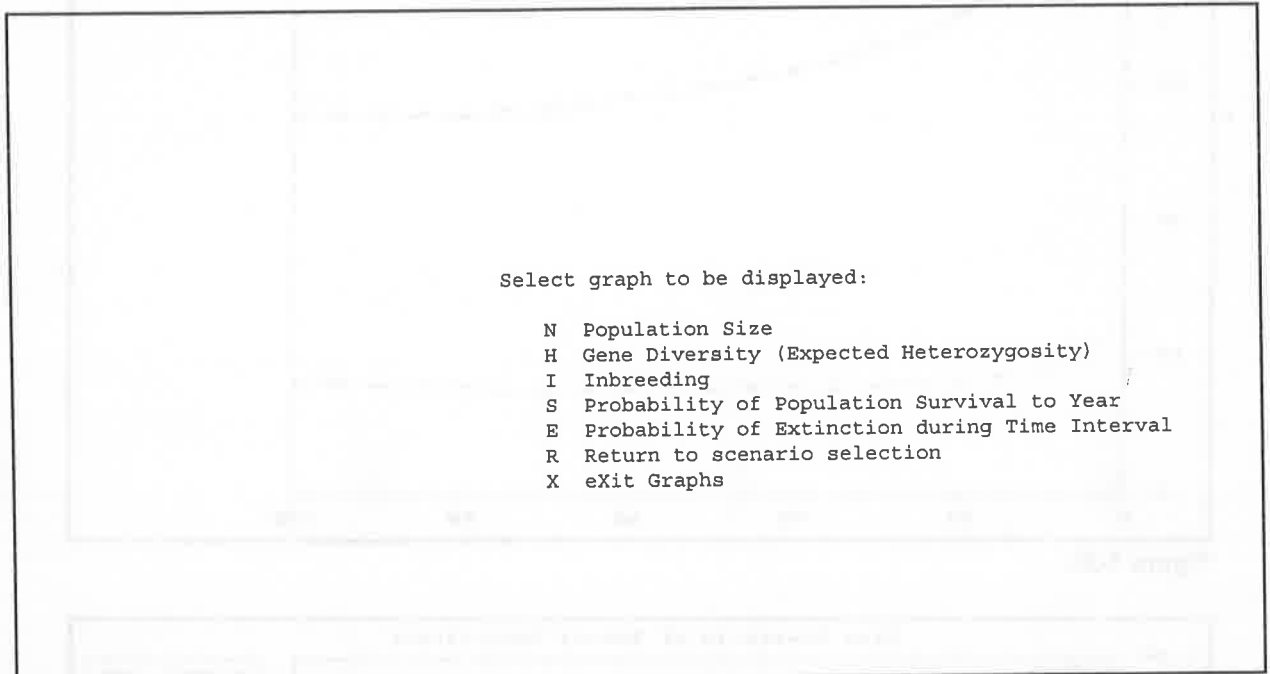 Select graph to be displayed:
N Population Size
H Gene Diversity (Expected Heterozygosity)
I Inbreeding
S Probability of Population Survival to Year
E Probability of Extinction during Time Interval
R Return to scenario selection
X eXit Graphs